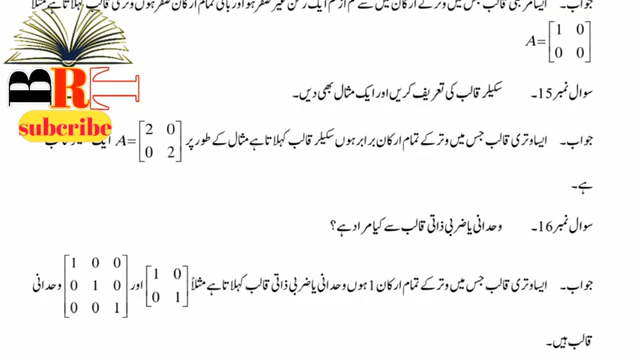 جواب۔ ایسا مربعی قالب جس میں وتر کے ارکان میں سے کم از کم ایک رکن غیر صفر ہو اور باقی تمام ارکان صفر ہوں وتری قالب کہلاتا ہے مثلاً
A=[1 0
0 0]
سوال نمبر 15۔ سکیلر قالب کی تعریف کریں اور ایک مثال بھی دیں۔
جواب۔ ایسا وتری قالب جس میں وتر کے تمام ارکان برابر ہوں سکیلر قالب کہلاتا ہے مثال کے طور پر A=[2 0
0 2] ایک
ہے۔
سوال نمبر 16۔ وحدانی یا ضربی ذاتی قالب سے کیا مراد ہے؟
جواب۔ ایسا وتری قالب جس میں وتر کے تمام ارکان 1 ہوں وحدانی یا ضربی ذاتی قالب کہلاتا ہے مثلاً [1 0
0 1] اور [1 0 0
0 1 0
0 0 1] وحدانی
قالب ہیں۔
BRT
subcribe